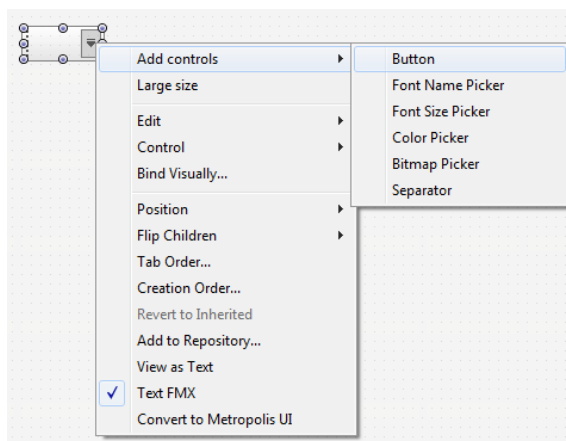 Add controls
Large size
Edit
Control
Bind Visually...
Position
Flip Children
Tab Order...
Creation Order...
Revert to Inherited
Add to Repository...
View as Text
Text FMX
Convert to Metropolis UI
Button
Font Name Picker
Font Size Picker
Color Picker
Bitmap Picker
Separator